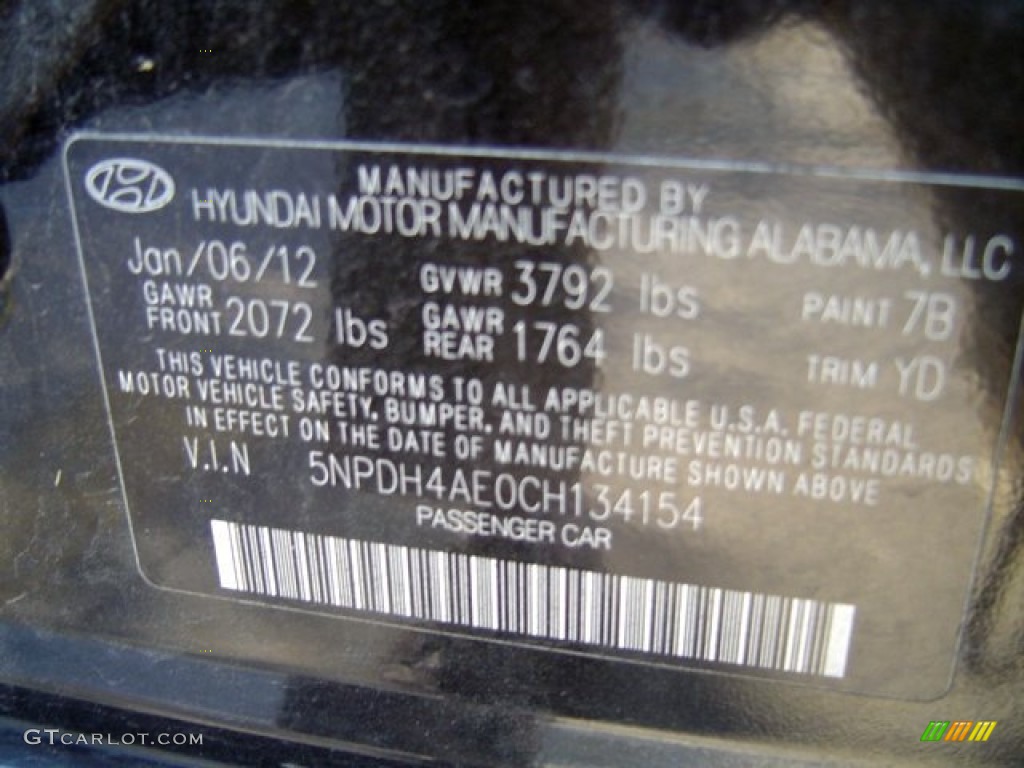 MANUFACTURED BY
HYUNDAI MOTOR MANUFACTURING ALABAMA, LLC
Jan/06/12 GVWR 3792 lbs PAINT 7B
GAWR FRONT 2072 lbs GAWR REAR 1764 lbs TRIM YD
THIS VEHICLE CONFORMS TO ALL APPLICABLE U.S.A. FEDERAL
MOTOR VEHICLE SAFETY, BUMPER, AND THEFT PREVENTION STANDARDS
IN EFFECT ON THE DATE OF MANUFACTURE SHOWN ABOVE
V.I.N 5NPDH4AE0CH134154
PASSENGER CAR
GTCARLOT.COM